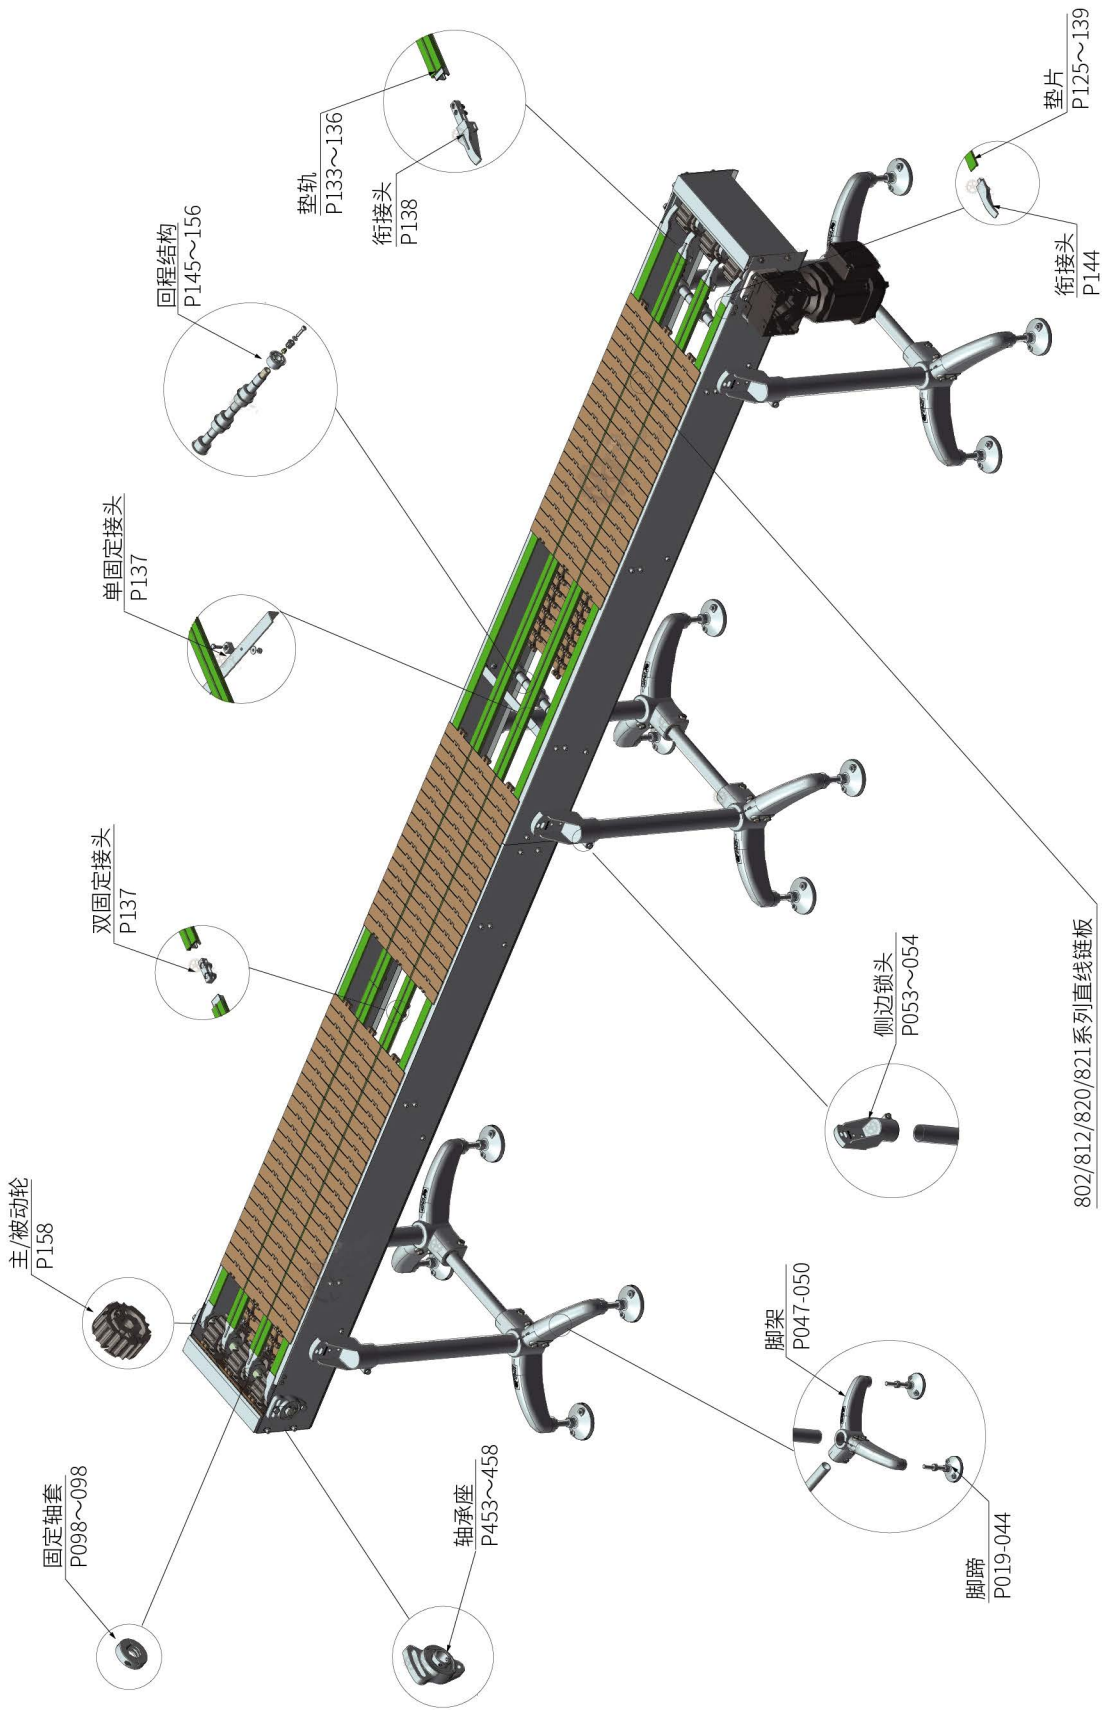 固定轴套
P098～098
主/被动轮
P158
双固定接头
P137
单固定接头
P137
回程结构
P145～156
垫轨
P133～136
衔接头
P138
轴承座
P453～458
脚蹄
P019-044
脚架
P047-050
侧边锁头
P053～054
802/812/820/821系列直线链板
衔接头
P144
垫片
P125～139